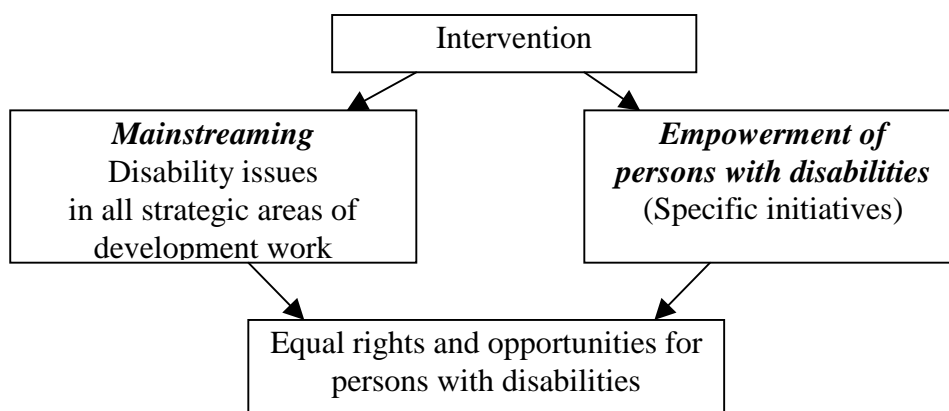 Intervention
Mainstreaming
Disability issues
in all strategic areas of
development work
Empowerment of
persons with disabilities
(Specific initiatives)
Equal rights and opportunities for
persons with disabilities